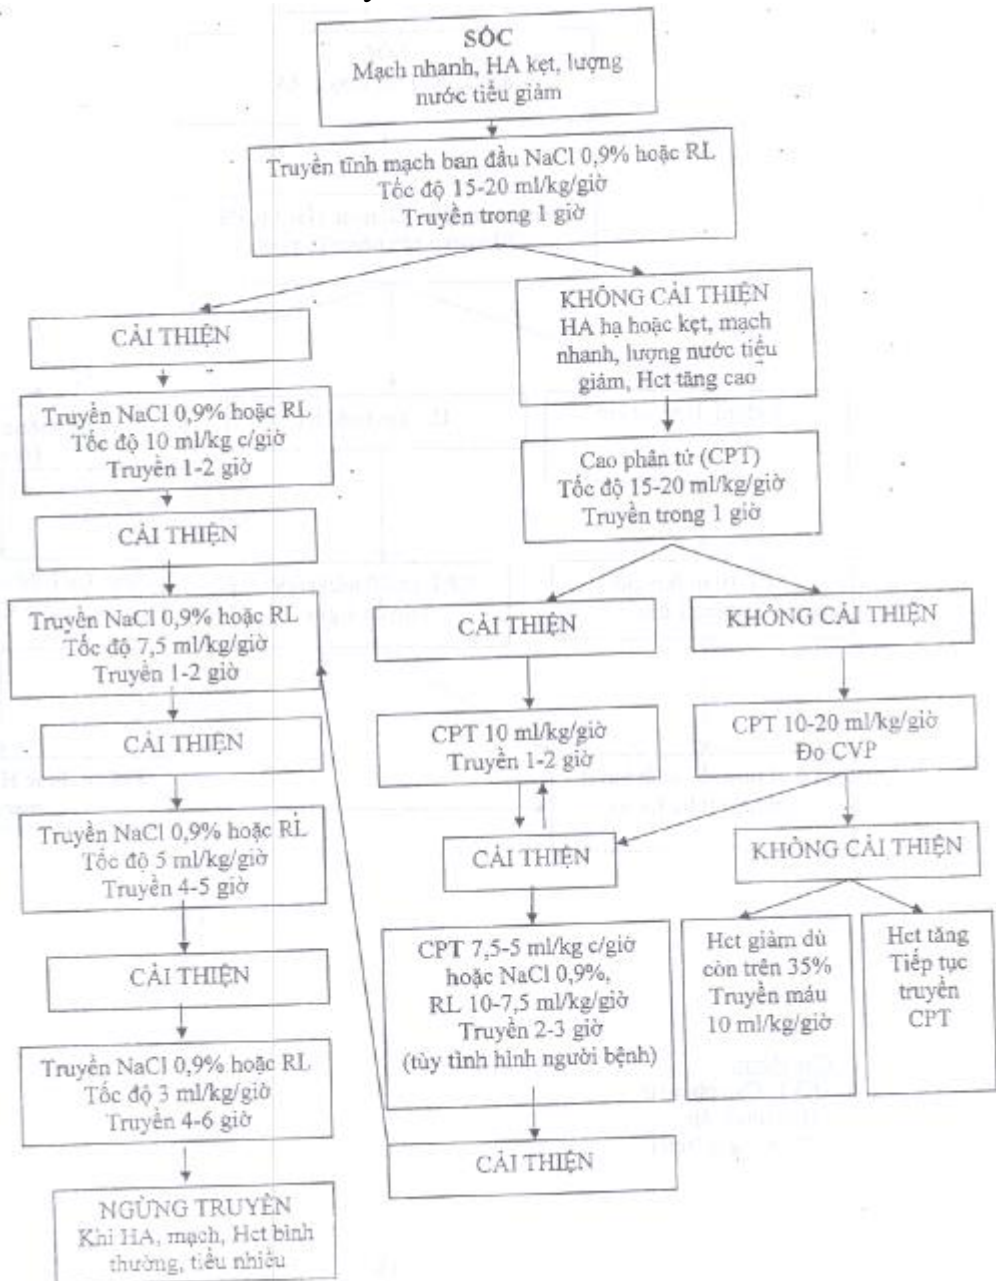 SỐC
Mạch nhanh, HA kẹt, lượng
nước tiểu giảm
Truyền tĩnh mạch ban đầu NaCl 0,9% hoặc RL
Tốc độ 15-20 ml/kg/giờ
Truyền trong 1 giờ
CẢI THIỆN
Truyền NaCl 0,9% hoặc RL
Tốc độ 10 ml/kg c/giờ
Truyền 1-2 giờ
CẢI THIỆN
Truyền NaCl 0,9% hoặc RL
Tốc độ 7,5 ml/kg/giờ
Truyền 1-2 giờ
CẢI THIỆN
Truyền NaCl 0,9% hoặc RL
Tốc độ 5 ml/kg/giờ
Truyền 4-5 giờ
CẢI THIỆN
Truyền NaCl 0,9% hoặc RL
Tốc độ 3 ml/kg/giờ
Truyền 4-6 giờ
NGỪNG TRUYỀN
Khi HA, mạch, Hct bình
thường, tiểu nhiều
KHÔNG CẢI THIỆN
HA hạ hoặc kẹt, mạch
nhanh, lượng nước tiểu
giảm, Hct tăng cao
Cao phân tử (CPT)
Tốc độ 15-20 ml/kg/giờ
Truyền trong 1 giờ
CẢI THIỆN
CPT 10 ml/kg/giờ
Truyền 1-2 giờ
CẢI THIỆN
CPT 7,5-5 ml/kg c/giờ
hoặc NaCl 0,9%,
RL 10-7,5 ml/kg/giờ
Truyền 2-3 giờ
(tùy tình hình người bệnh)
CẢI THIỆN
KHÔNG CẢI THIỆN
CPT 10-20 ml/kg/giờ
Đo CVP
KHÔNG CẢI THIỆN
Hct giảm dù
còn trên 35%
Truyền máu
10 ml/kg/giờ
Hct tăng
Tiếp tục
truyền
CPT